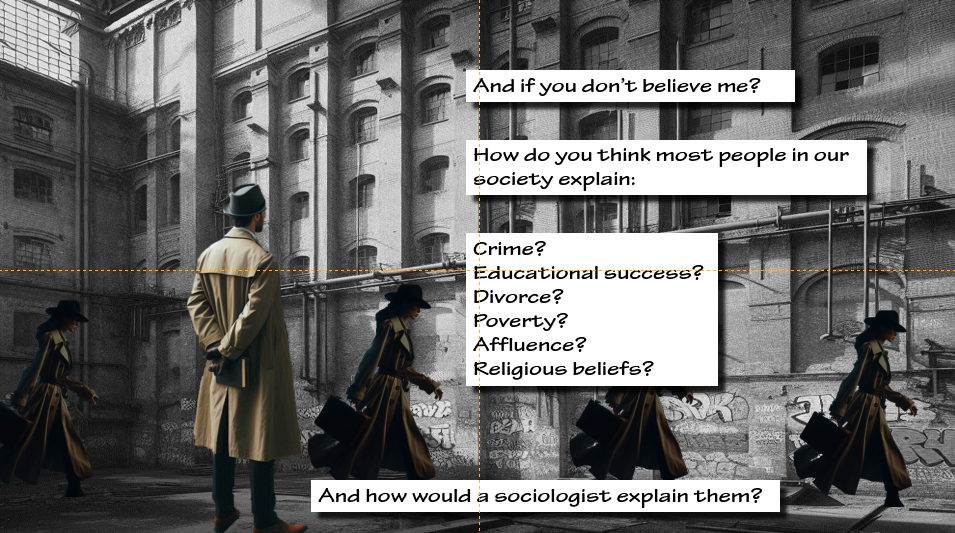 And if you don't believe me?
How do you think most people in our
society explain:
Crime?
Educational success?
Divorce?
Poverty?
Affluence?
Religious beliefs?
And how would a sociologist explain them?